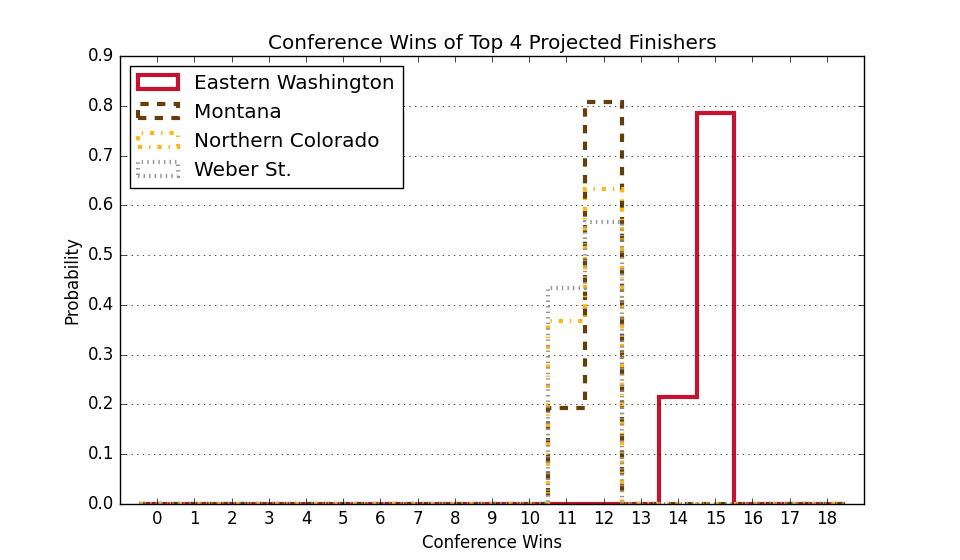 Conference Wins of Top 4 Projected Finishers
Eastern Washington
Montana
Northern Colorado
Weber St.
0.9
0.8
0.7
0.6
0.5
0.4
0.3
0.2
0.1
0.0
Probability
0 1 2 3 4 5 6 7 8 9 10 11 12 13 14 15 16 17 18
Conference Wins